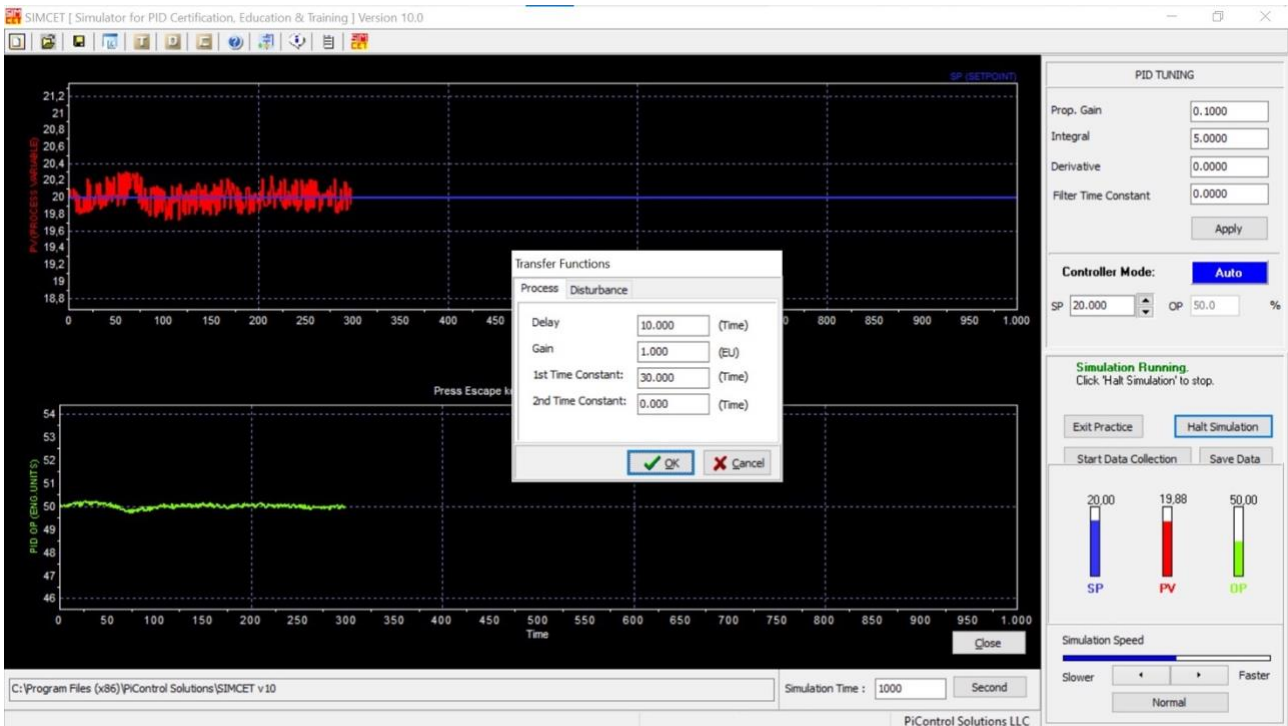 SIMCET [ Simulator for PID Certification, Education & Training ] Version 10.0
SP (SETPOINT)
21,2
21
20,8
20,6
20,4
20,2
20
19,8
19,6
19,4
19,2
19
18,8
PV(PROCESS VARIABLE)
0 50 100 150 200 250 300 350 400 450 0 800 850 900 950 1.000
Press Escape k
54
53
52
51
50
49
48
47
46
PID OP (ENG.UNITS)
0 50 100 150 200 250 300 350 400 450 500 550 600 650 700 750 800 850 900 950 1.000
Time
Close
Transfer Functions
Process Disturbance
Delay 10.000 (Time)
Gain 1.000 (EU)
1st Time Constant: 30.000 (Time)
2nd Time Constant: 0.000 (Time)
OK Cancel
PID TUNING
Prop. Gain 0.1000
Integral 5.0000
Derivative 0.0000
Filter Time Constant 0.0000
Apply
Controller Mode: Auto
SP 20.000 OP 50.0 %
Simulation Running.
Click 'Halt Simulation' to stop.
Exit Practice Halt Simulation
Start Data Collection Save Data
20,00 19,88 50,00
SP PV OP
Simulation Speed
Slower Faster
Normal
C:\Program Files (x86)\PiControl Solutions\SIMCET v10
Simulation Time : 1000 Second
PiControl Solutions LLC